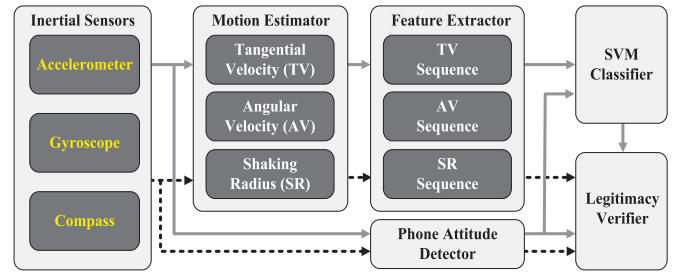 Inertial Sensors
Accelerometer
Gyroscope
Compass
Motion Estimator
Tangential
Velocity (TV)
Angular
Velocity (AV)
Shaking
Radius (SR)
Feature Extractor
TV
Sequence
AV
Sequence
SR
Sequence
Phone Attitude
Detector
SVM
Classifier
Legitimacy
Verifier